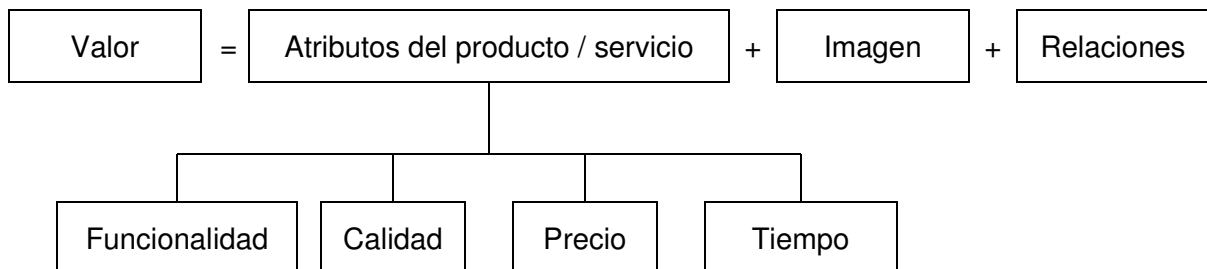 Valor = Atributos del producto / servicio + Imagen + Relaciones
Funcionalidad Calidad Precio Tiempo